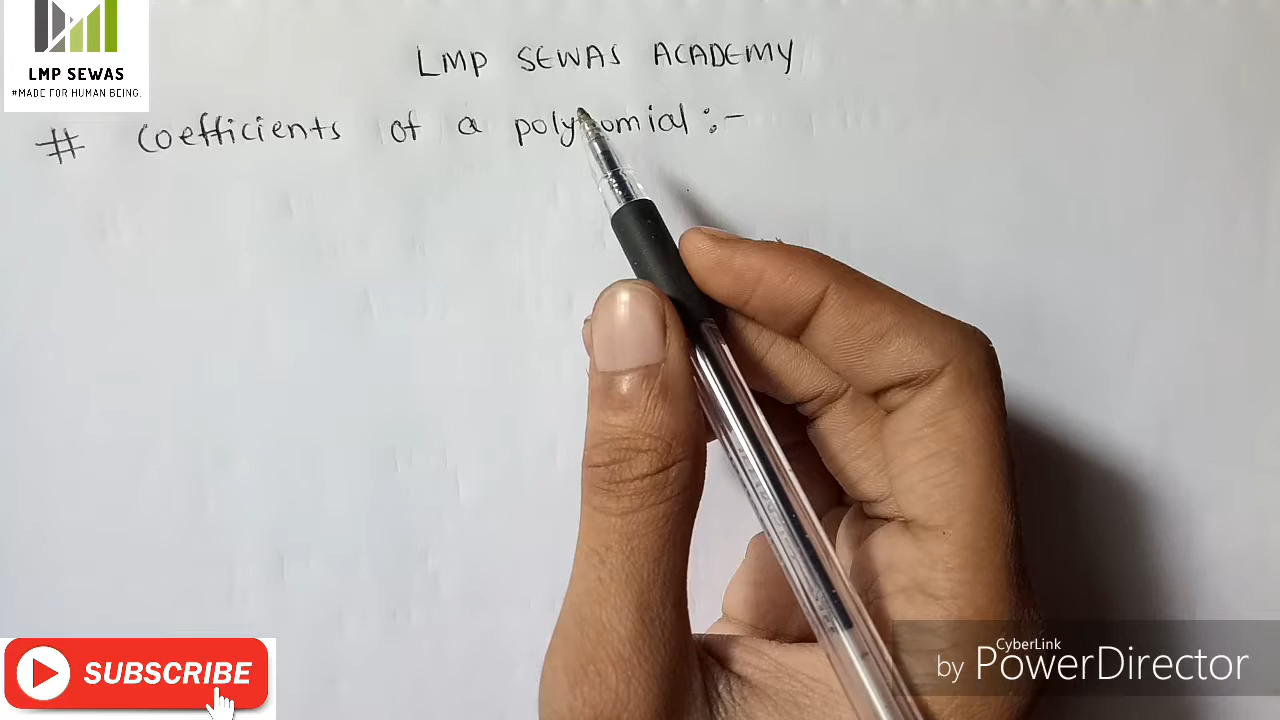 LMP SEWAS
#MADE FOR HUMAN BEING.
LMP SEWAS ACADEMY
# Coefficients of a polynomial :-
SUBSCRIBE
by CyberLink PowerDirector